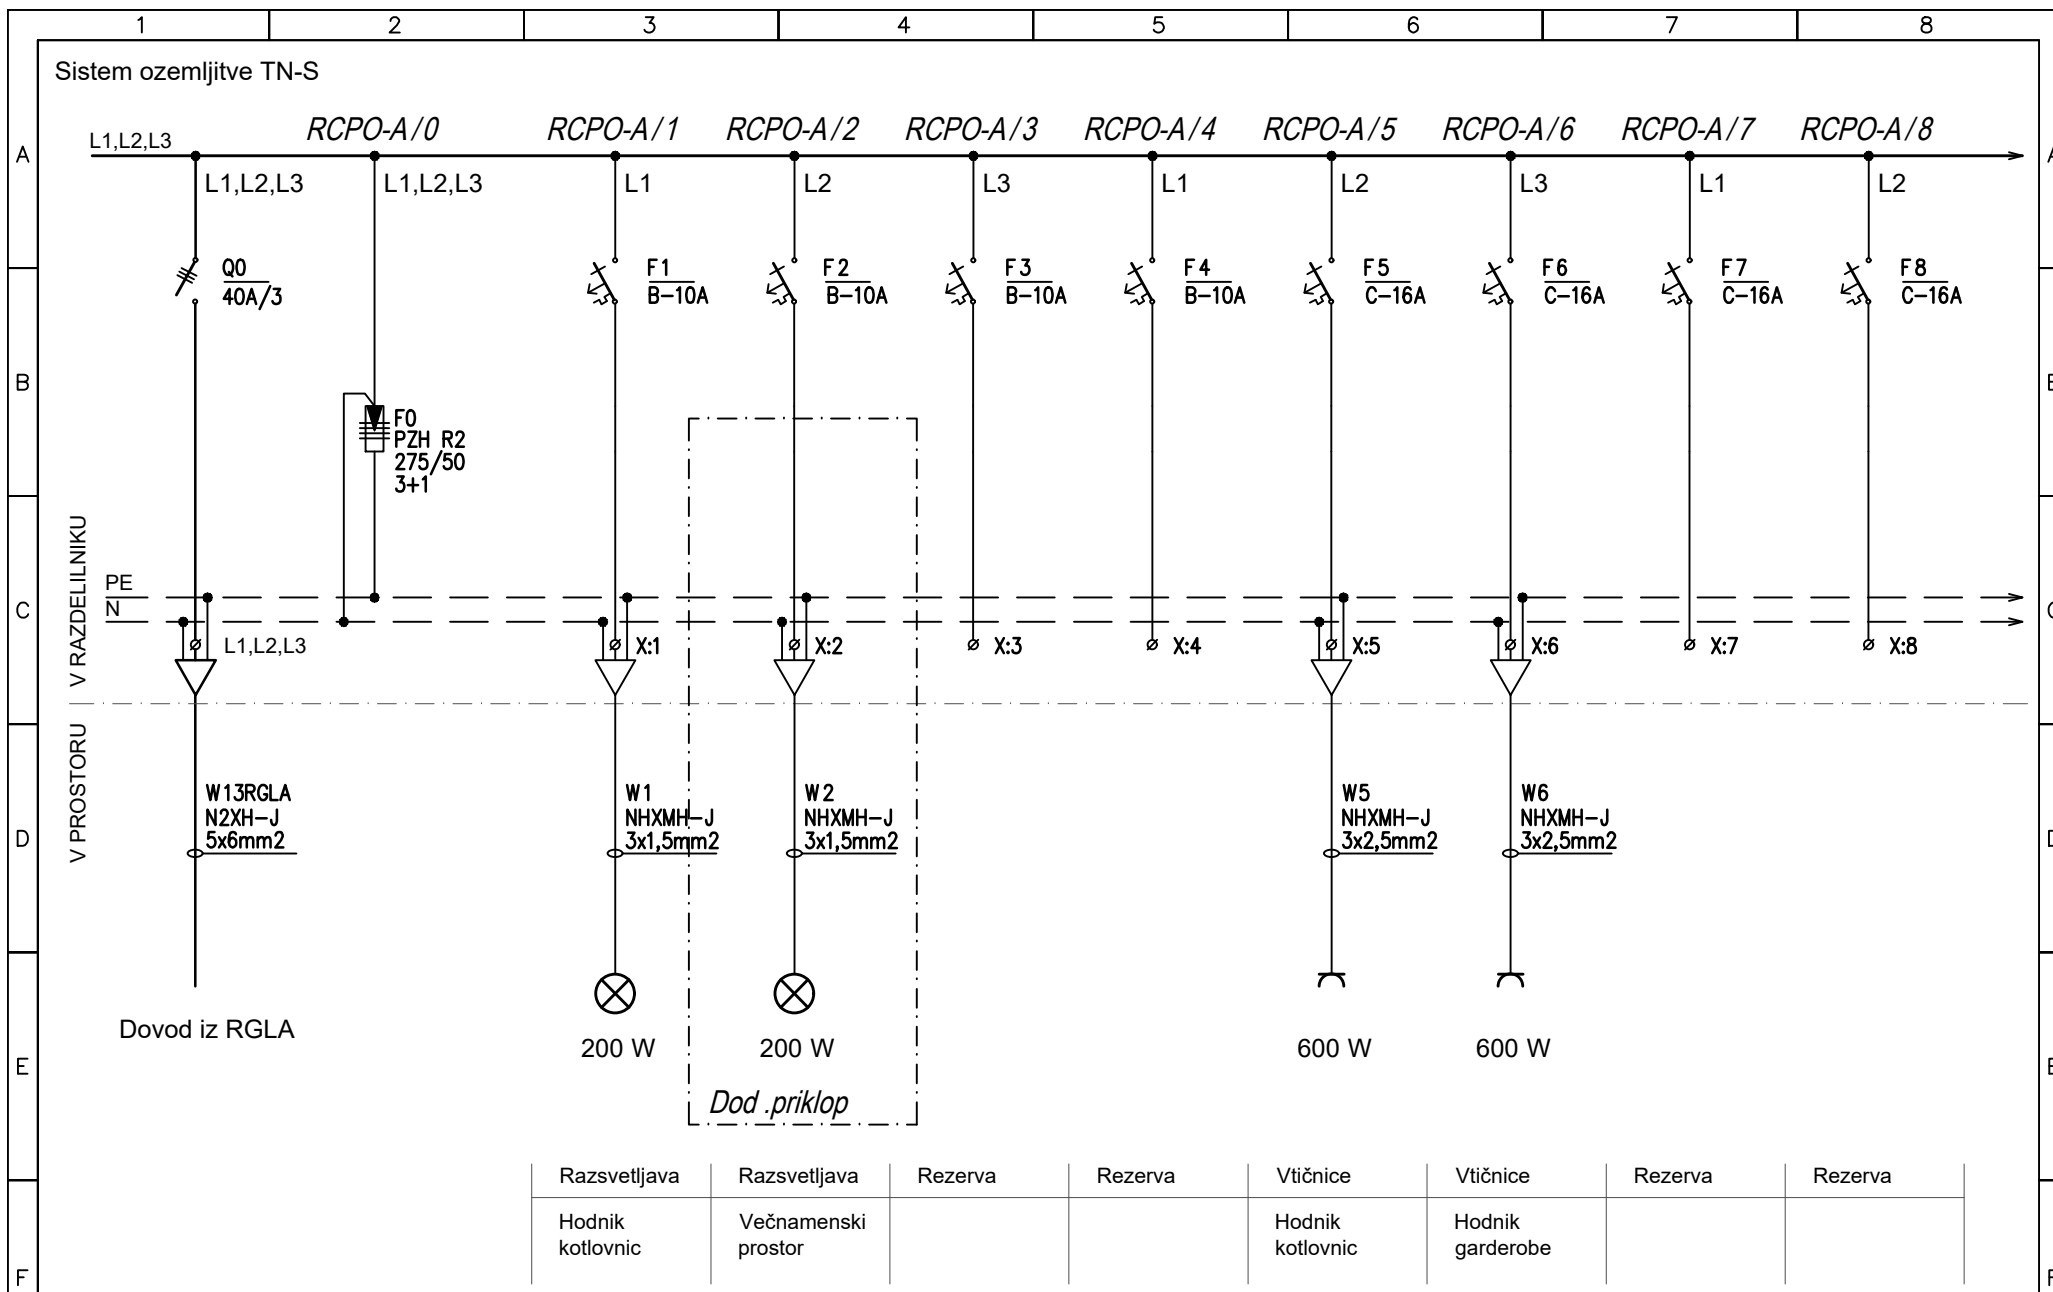 1 2 3 4 5 6 7 8
Sistem ozemljitve TN-S
RCPO-A/0 RCPO-A/1 RCPO-A/2 RCPO-A/3 RCPO-A/4 RCPO-A/5 RCPO-A/6 RCPO-A/7 RCPO-A/8
L1,L2,L3
A
L1,L2,L3 L1,L2,L3 L1 L2 L3 L1 L2 L3 L1 L2
Q0 F1 F2 F3 F4 F5 F6 F7 F8
40A/3 B-10A B-10A B-10A B-10A C-16A C-16A C-16A C-16A
B
F0
PZH R2
275/50
3+1
V RAZDELILNIKU
PE
N
C
L1,L2,L3 X:1 X:2 X:3 X:4 X:5 X:6 X:7 X:8
V PROSTORU
W13RGLA W1 W2 W5 W6
N2XH-J NHXMH-J NHXMH-J NHXMH-J NHXMH-J
5x6mm2 3x1,5mm2 3x1,5mm2 3x2,5mm2 3x2,5mm2
D
Dovod iz RGLA
200 W 200 W 600 W 600 W
E
Dod .priklop
Razsvetljava Razsvetljava Rezerva Rezerva Vtičnice Vtičnice Rezerva Rezerva
Hodnik Večnamenski Hodnik Hodnik
kotlovnic prostor kotlovnic garderobe
F